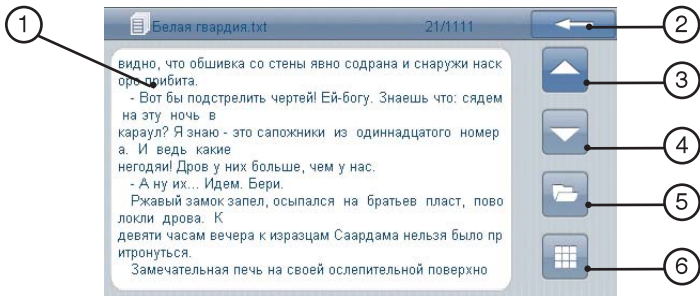 1
Белая гвардия.txt 21/1111
2
видно, что обшивка со стены явно содрана и снаружи наск
оро прибита.
- Вот бы подстрелить чертей! Ей-богу. Знаешь что: сядем
на эту ночь в
караул? Я знаю - это сапожники из одиннадцатого номер
а. И ведь какие
негодяи! Дров у них больше, чем у нас.
- А ну их... Идем. Бери.
Ржавый замок запел, осыпался на братьев пласт, пово
локли дрова. К
девяти часам вечера к изразцам Саардама нельзя было пр
итронуться.
Замечательная печь на своей ослепительной поверхно
3
4
5
6